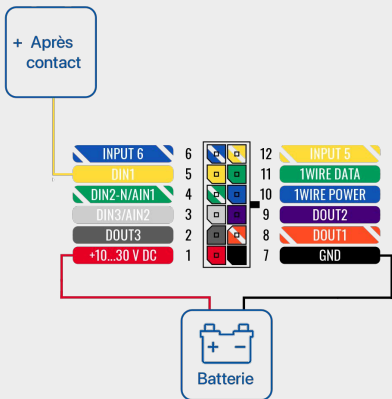 + Après
contact
INPUT 6 6 12 INPUT 5
DIN1 5 11 1WIRE DATA
DIN2-N/AIN1 4 10 1WIRE POWER
DIN3/AIN2 3 9 DOUT2
DOUT3 2 8 DOUT1
+10...30 V DC 1 7 GND
+ −
Batterie